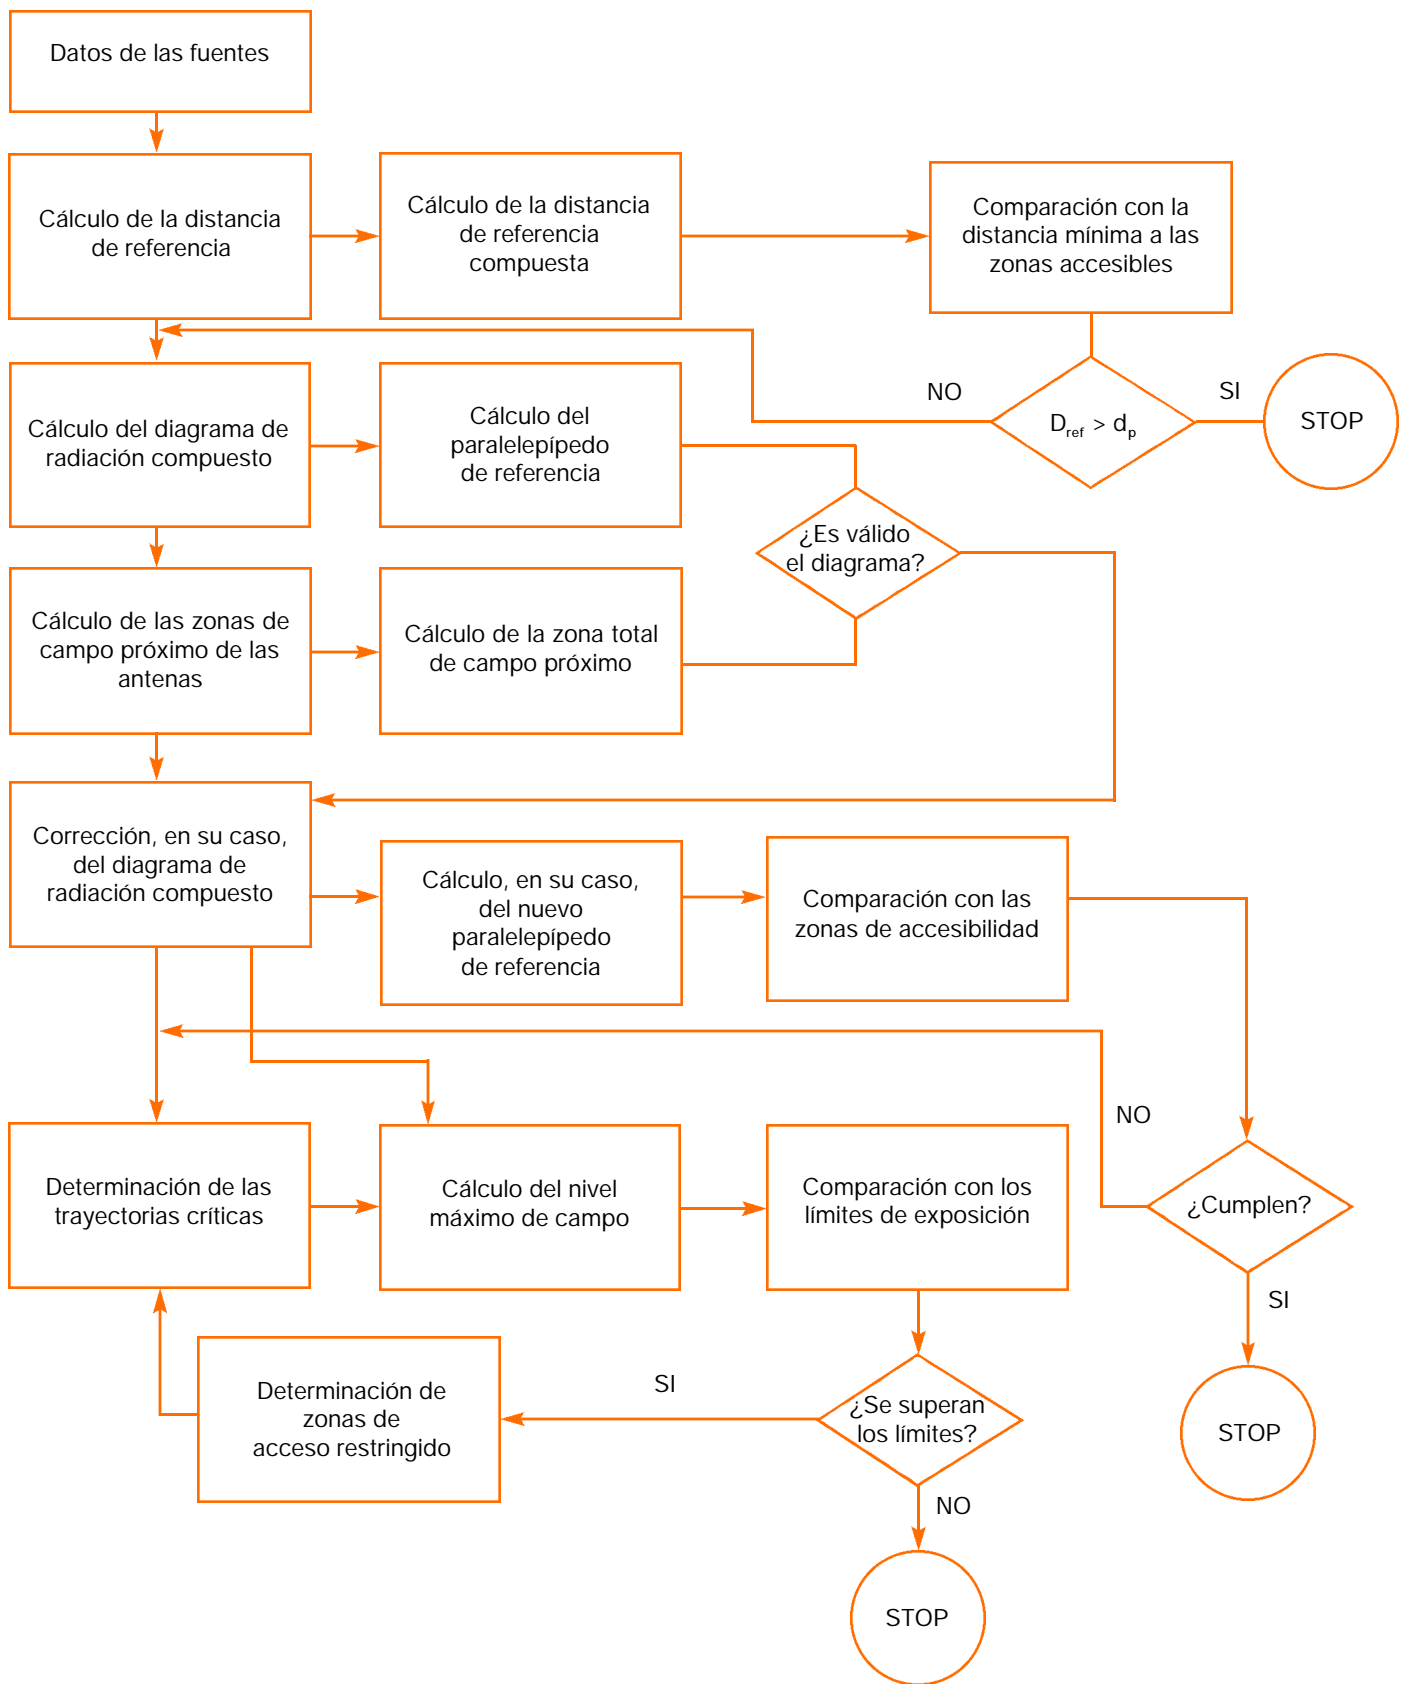 Datos de las fuentes
Cálculo de la distancia
de referencia
Cálculo de la distancia
de referencia
compuesta
Comparación con la
distancia mínima a las
zonas accesibles
NO
D_ref > d_p
SI
STOP
Cálculo del diagrama de
radiación compuesto
Cálculo del
paralelepípedo
de referencia
¿Es válido
el diagrama?
Cálculo de las zonas de
campo próximo de las
antenas
Cálculo de la zona total
de campo próximo
Corrección, en su caso,
del diagrama de
radiación compuesto
Cálculo, en su caso,
del nuevo
paralelepípedo
de referencia
Comparación con las
zonas de accesibilidad
NO
¿Cumplen?
SI
STOP
Determinación de las
trayectorias críticas
Cálculo del nivel
máximo de campo
Comparación con los
límites de exposición
Determinación de
zonas de
acceso restringido
SI
¿Se superan
los límites?
NO
STOP